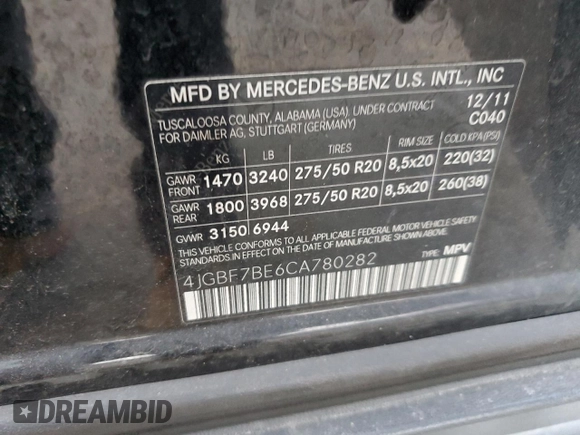 MFD BY MERCEDES-BENZ U.S. INTL., INC
TUSCALOOSA COUNTY, ALABAMA (USA) UNDER CONTRACT 12/11
FOR DAIMLER AG, STUTTGART (GERMANY) C040
KG LB TIRES RIM SIZE COLD KPA(PSI)
GAWR FRONT 1470 3240 275/50 R20 8,5x20 220(32)
GAWR REAR 1800 3968 275/50 R20 8,5x20 260(38)
GVWR 3150 6944
THIS VEHICLE CONFORMS TO ALL APPLICABLE FEDERAL MOTOR VEHICLE SAFETY
STANDARDS IN EFFECT ON THE DATE OF MANUFACTURE SHOWN ABOVE.
4JGBF7BE6CA780282 TYPE: MPV
DREAMBID